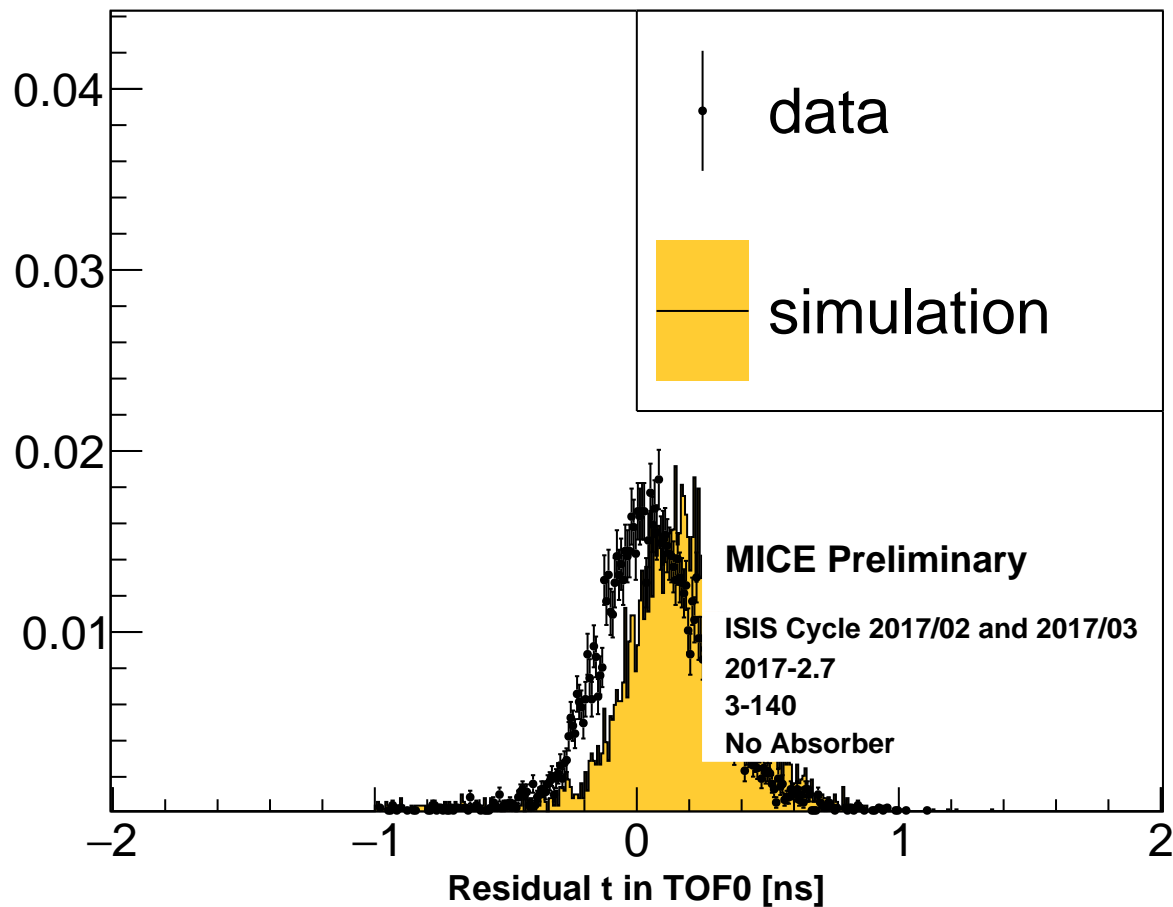 0.04
data
0.03
simulation
0.02
MICE Preliminary
0.01
ISIS Cycle 2017/02 and 2017/03
2017-2.7
3-140
No Absorber
−2
−1
0
1
2
Residual t in TOF0 [ns]